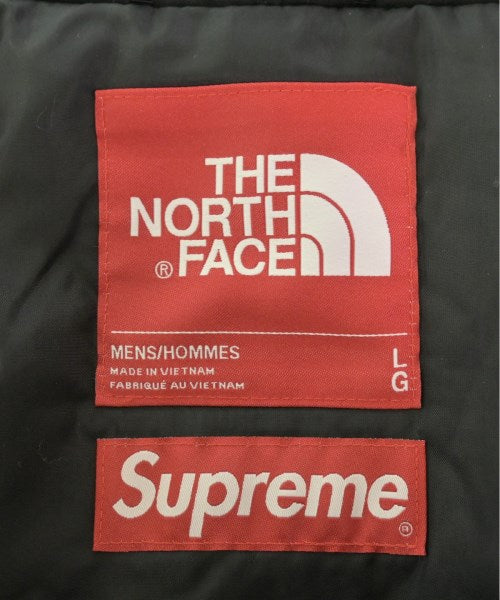 THE
NORTH
FACE
®
MENS/HOMMES
MADE IN VIETNAM
FABRIQUÉ AU VIETNAM
L
G
Supreme
®